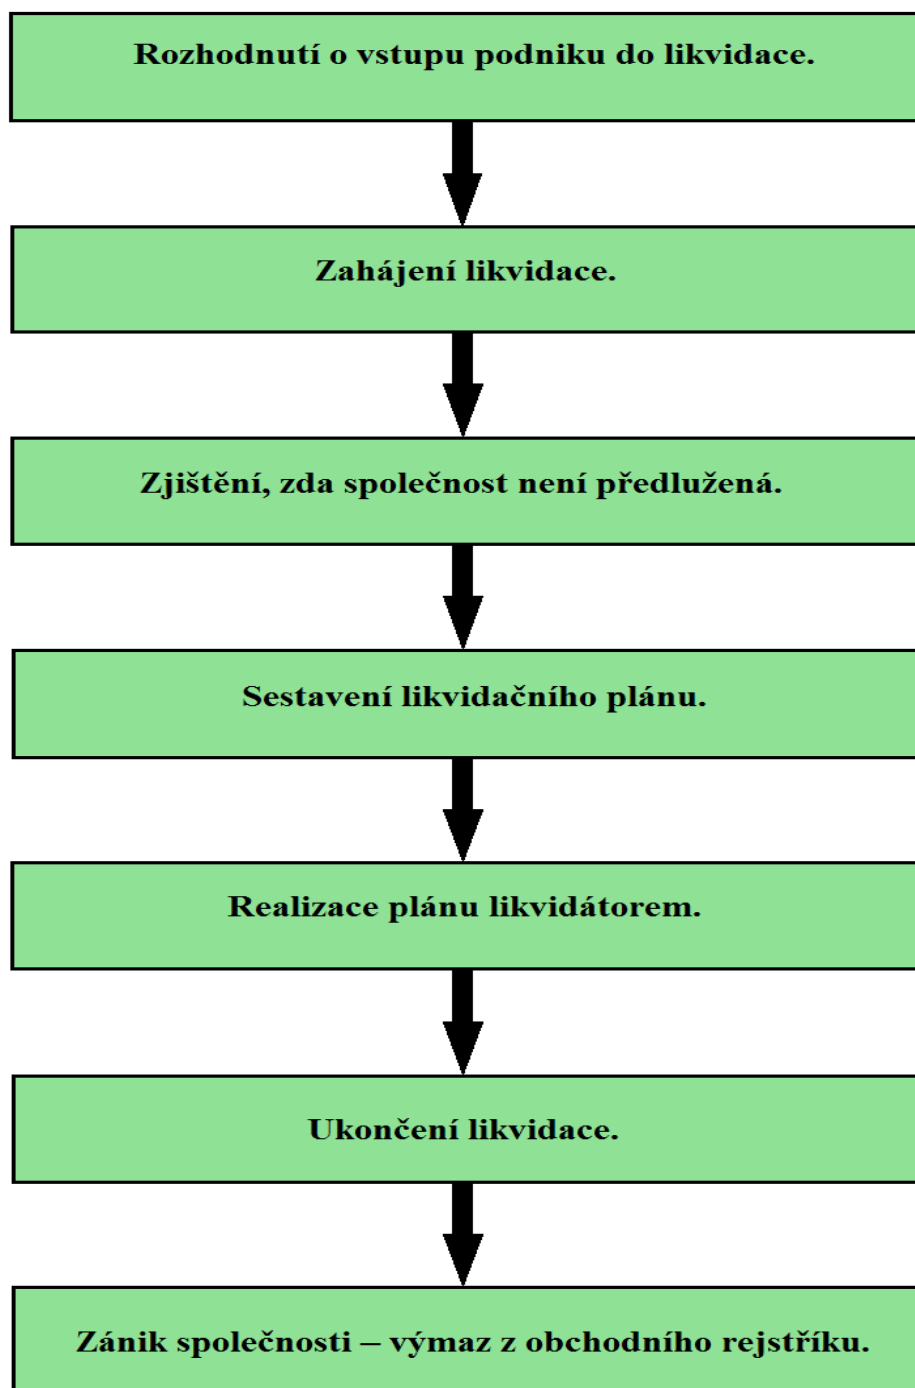 Rozhodnutí o vstupu podniku do likvidace.
Zahájení likvidace.
Zjištění, zda společnost není předlužená.
Sestavení likvidačního plánu.
Realizace plánu likvidátorem.
Ukončení likvidace.
Zánik společnosti – výmaz z obchodního rejstříku.